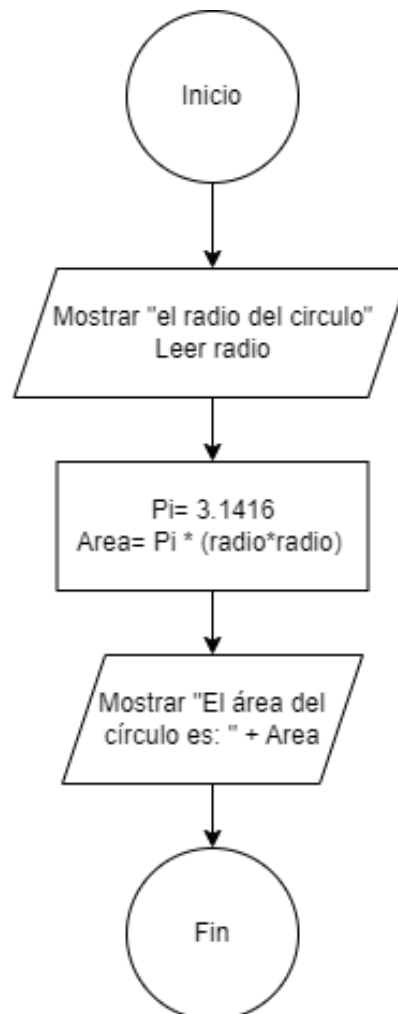 Inicio
Mostrar "el radio del circulo"
Leer radio
Pi= 3.1416
Area= Pi * (radio*radio)
Mostrar "El área del
círculo es: " + Area
Fin